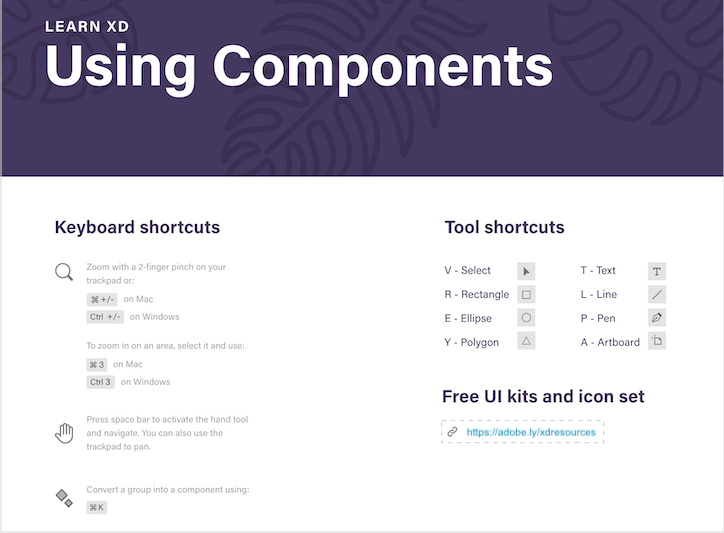 LEARN XD
Using Components
Keyboard shortcuts
Zoom with a 2-finger pinch on your
trackpad or:
⌘ +/- on Mac
Ctrl +/- on Windows
To zoom in on an area, select it and use:
⌘ 3 on Mac
Ctrl 3 on Windows
Press space bar to activate the hand tool
and navigate. You can also use the
trackpad to pan.
Convert a group into a component using:
⌘ K
Tool shortcuts
V - Select
R - Rectangle
E - Ellipse
Y - Polygon
T - Text T
L - Line
P - Pen
A - Artboard
Free UI kits and icon set
https://adobe.ly/xdresources